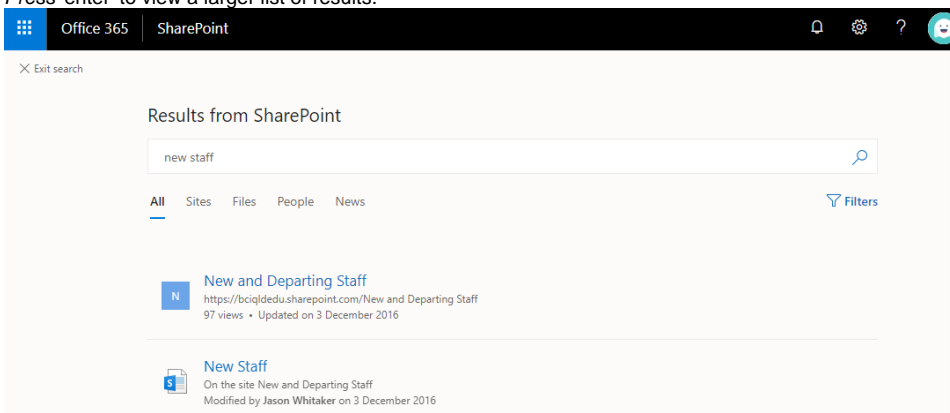 Press 'enter' to view a larger list of results.
Office 365 SharePoint ?
Exit search
Results from SharePoint
new staff
All Sites Files People News Filters
N
New and Departing Staff
https://bciqldedu.sharepoint.com/New and Departing Staff
97 views • Updated on 3 December 2016
S
New Staff
On the site New and Departing Staff
Modified by Jason Whitaker on 3 December 2016